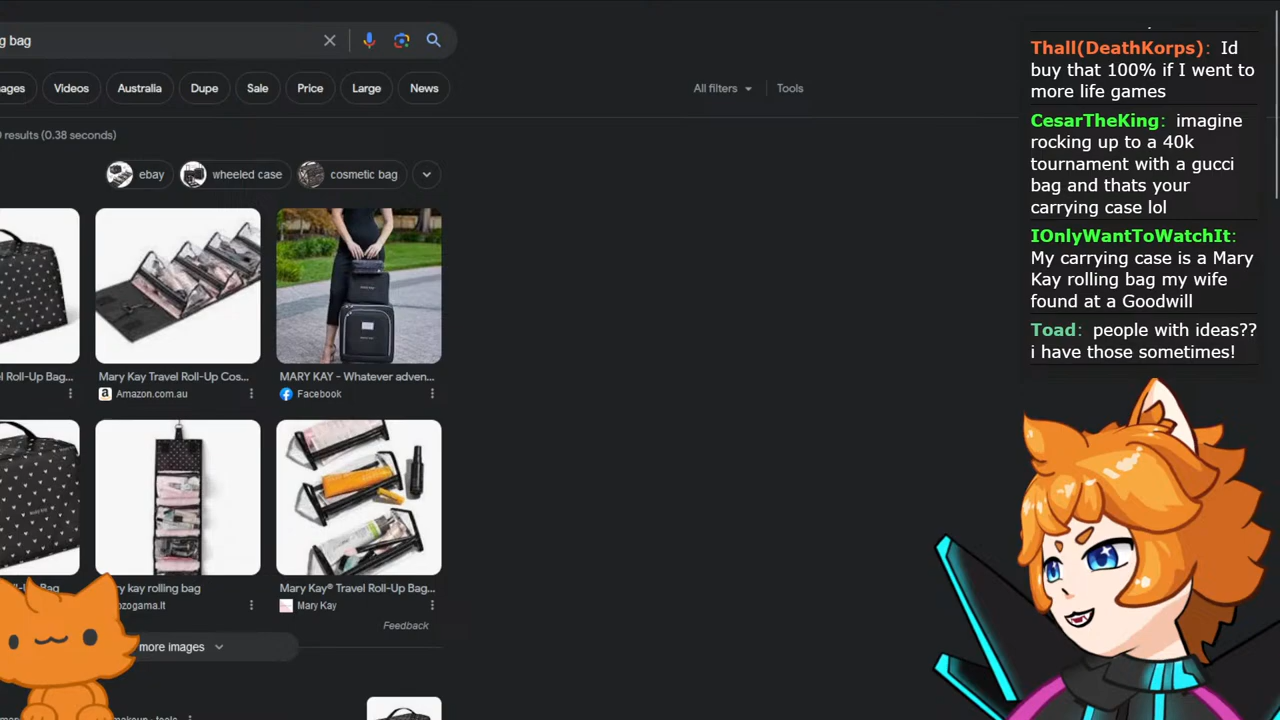 g bag
ages
Videos
Australia
Dupe
Sale
Price
Large
News
All filters
Tools
results (0.38 seconds)
ebay
wheeled case
cosmetic bag
l Roll-Up Bag...
Mary Kay Travel Roll-Up Cos...
Amazon.com.au
MARY KAY - Whatever adven...
Facebook
kay rolling bag
Mary Kay® Travel Roll-Up Bag...
Mary Kay
Feedback
more images
Thall(DeathKorps): Id
buy that 100% if I went to
more life games
CesarTheKing: imagine
rocking up to a 40k
tournament with a gucci
bag and thats your
carrying case lol
IOnlyWantToWatchIt:
My carrying case is a Mary
Kay rolling bag my wife
found at a Goodwill
Toad: people with ideas??
i have those sometimes!